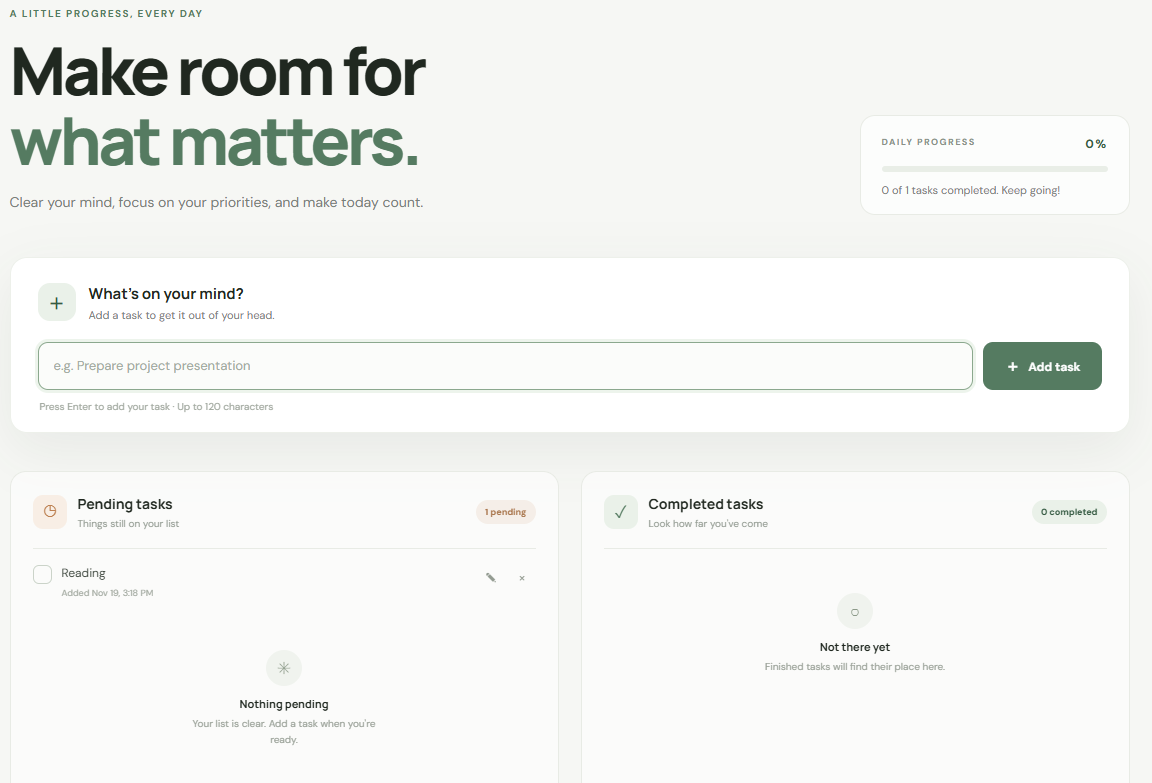 A LITTLE PROGRESS, EVERY DAY
Make room for
what matters.
Clear your mind, focus on your priorities, and make today count.
DAILY PROGRESS
0%
0 of 1 tasks completed. Keep going!
What's on your mind?
Add a task to get it out of your head.
e.g. Prepare project presentation
+ Add task
Press Enter to add your task · Up to 120 characters
Pending tasks
Things still on your list
1 pending
Reading
Added Nov 19, 3:18 PM
Nothing pending
Your list is clear. Add a task when you're
ready.
Completed tasks
Look how far you've come
0 completed
Not there yet
Finished tasks will find their place here.